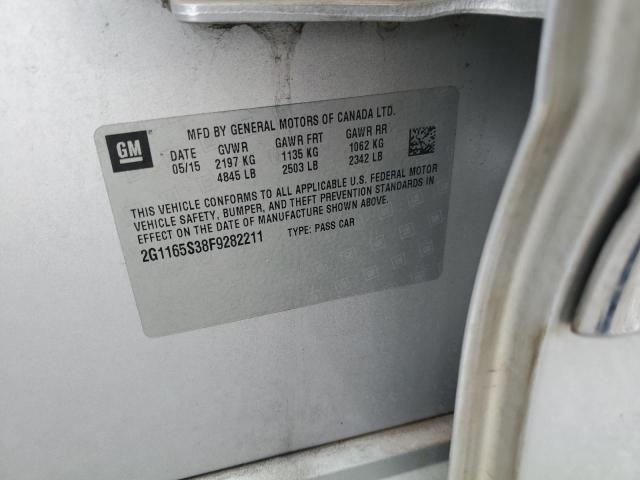 MFD BY GENERAL MOTORS OF CANADA LTD.
GM
DATE GVWR GAWR FRT GAWR RR
05/15 2197 KG 1135 KG 1062 KG
4845 LB 2503 LB 2342 LB
THIS VEHICLE CONFORMS TO ALL APPLICABLE U.S. FEDERAL MOTOR
VEHICLE SAFETY, BUMPER, AND THEFT PREVENTION STANDARDS IN
EFFECT ON THE DATE OF MANUFACTURE SHOWN ABOVE.
2G1165S38F9282211 TYPE: PASS CAR